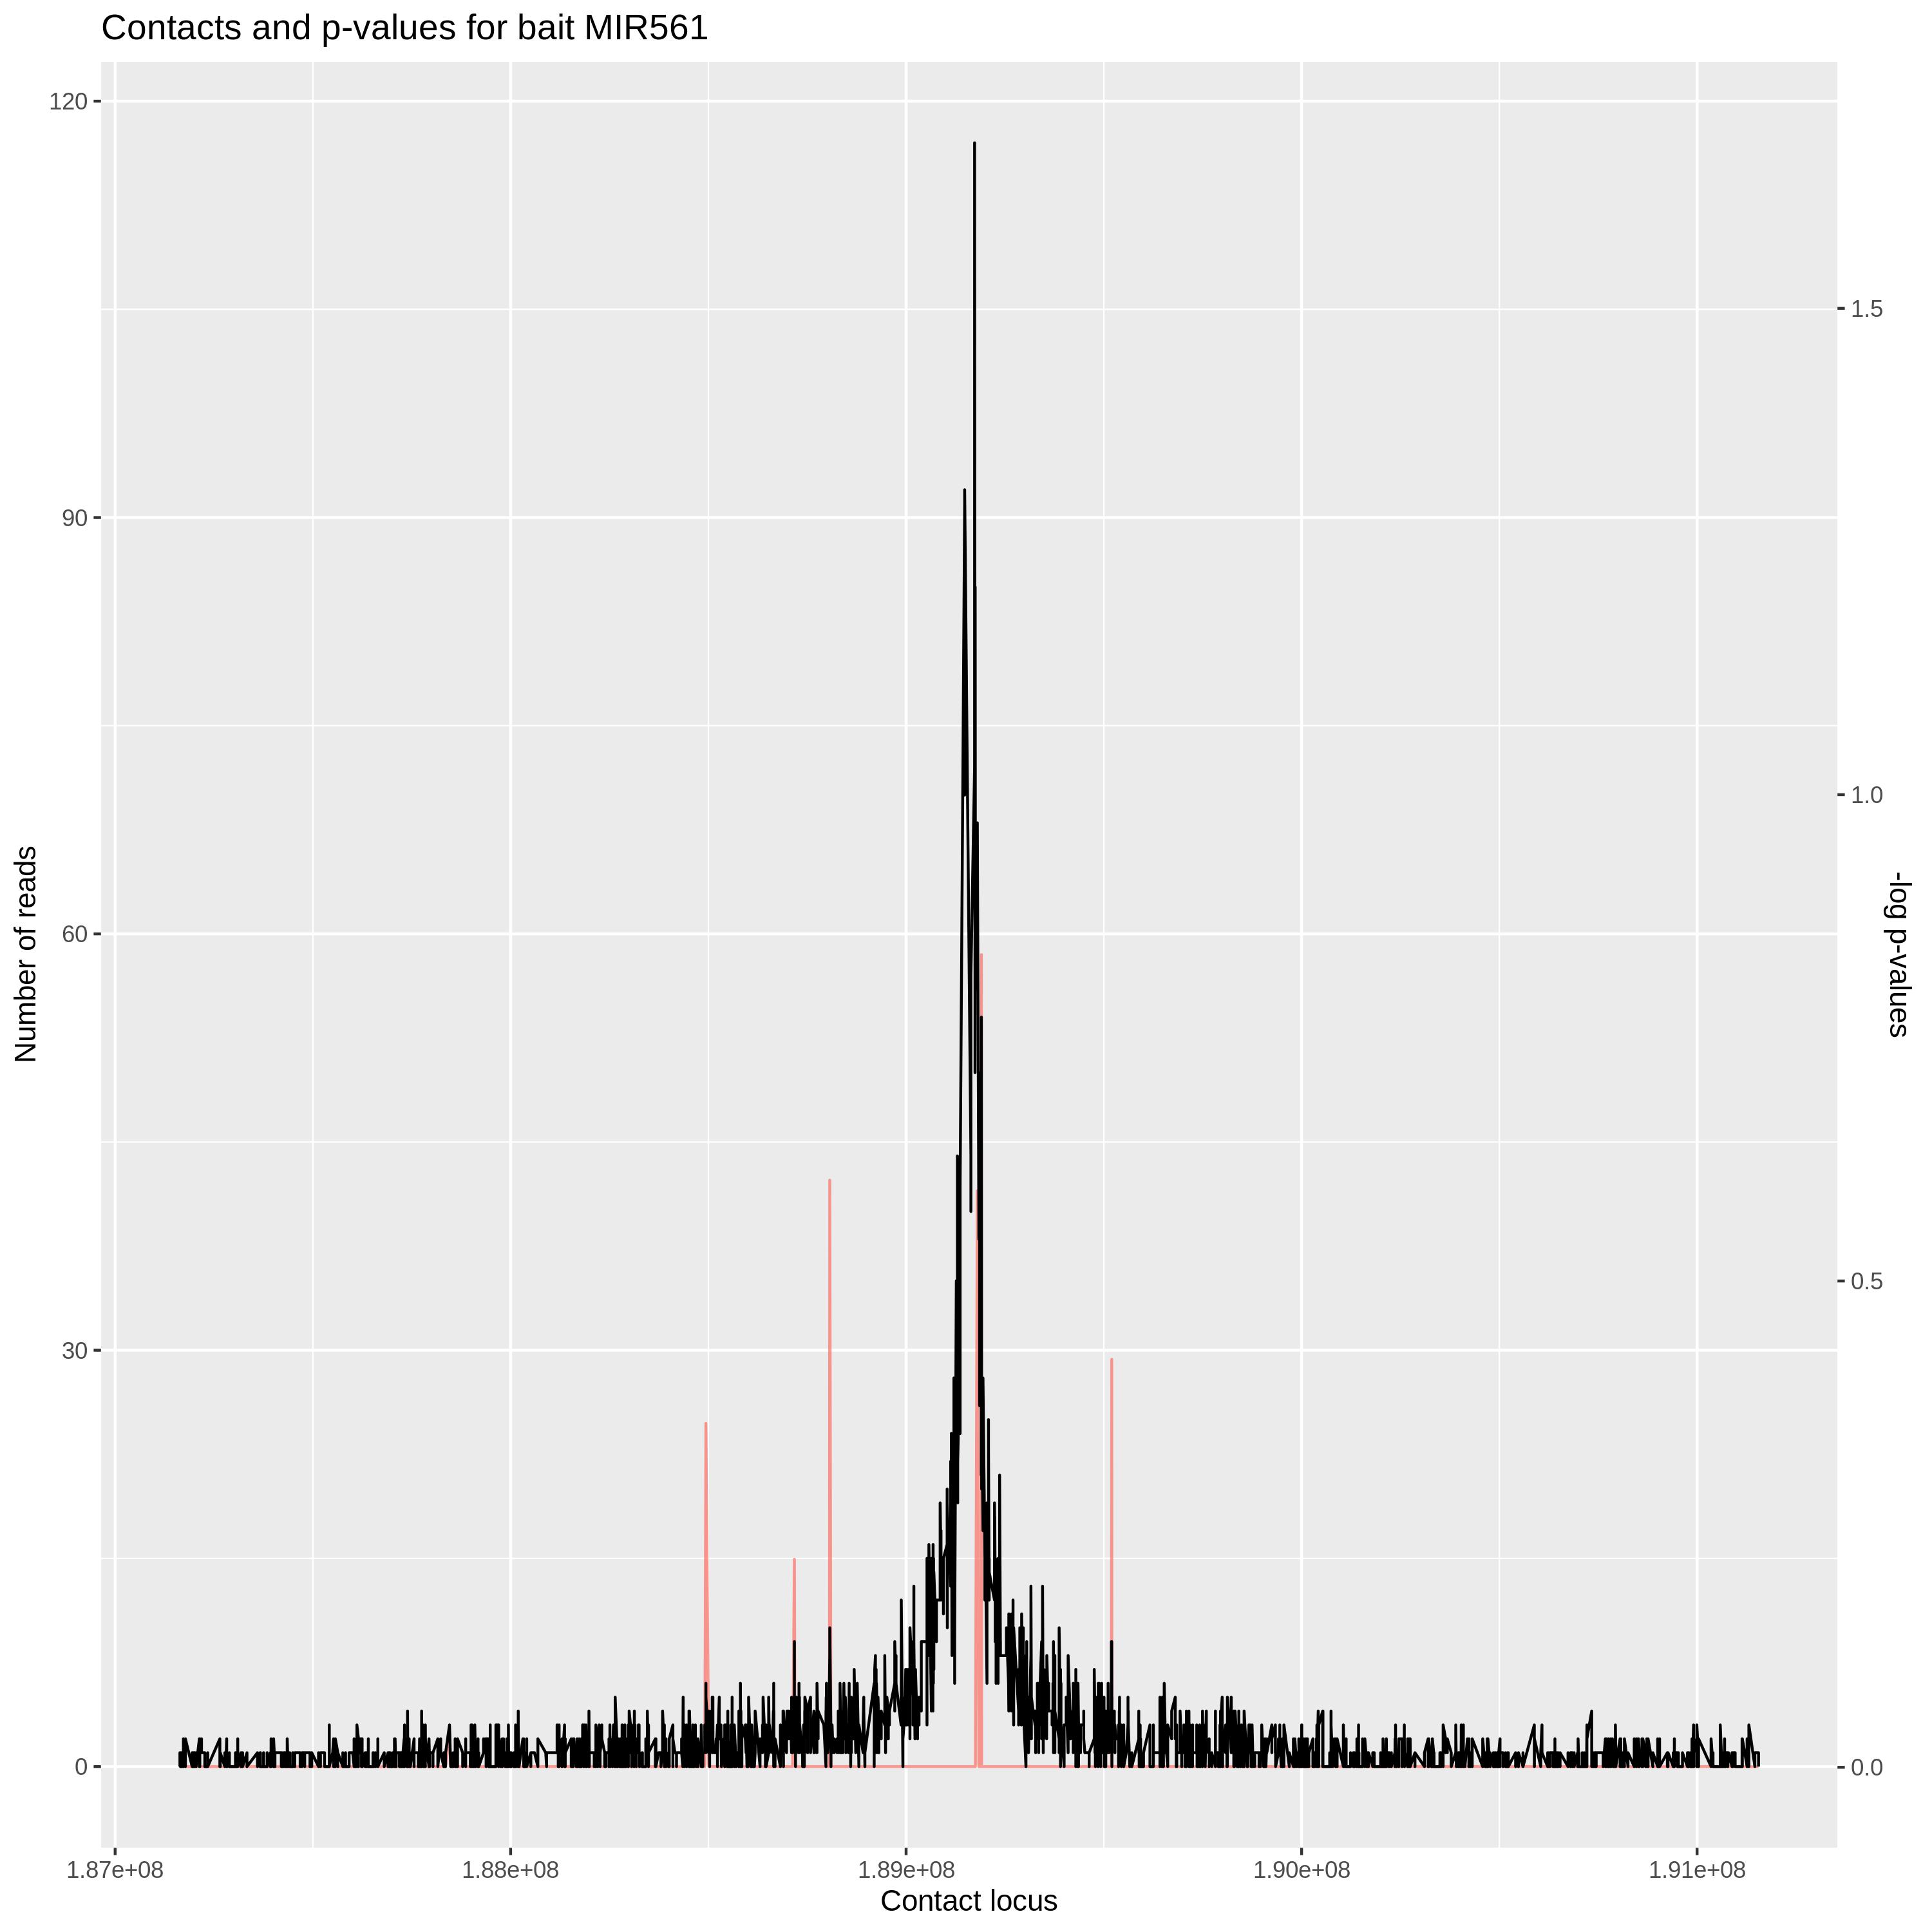 Contacts and p-values for bait MIR561
120
90
60
30
0
Number of reads
1.5
1.0
0.5
0.0
-log p-values
1.87e+08 1.88e+08 1.89e+08 1.90e+08 1.91e+08
Contact locus